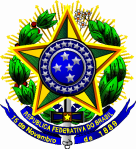 REPÚBLICA FEDERATIVA DO BRASIL
15 de Novembro de 1889